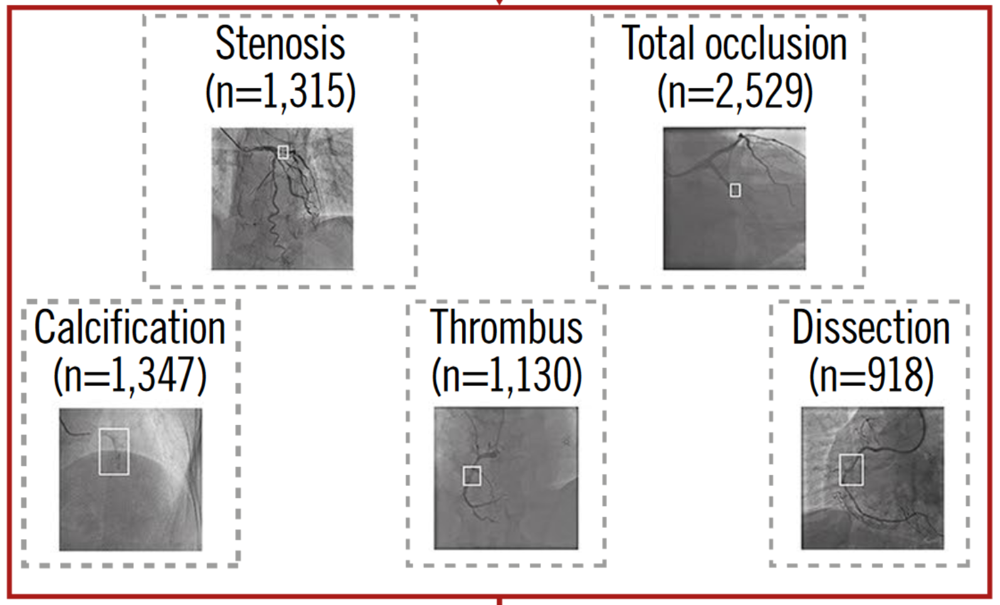 Stenosis
(n=1,315)
Total occlusion
(n=2,529)
Calcification
(n=1,347)
Thrombus
(n=1,130)
Dissection
(n=918)